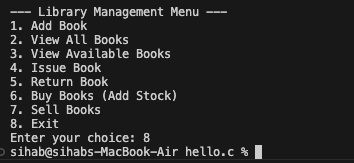 --- Library Management Menu ---
1. Add Book
2. View All Books
3. View Available Books
4. Issue Book
5. Return Book
6. Buy Books (Add Stock)
7. Sell Books
8. Exit
Enter your choice: 8
sihab@sihabs-MacBook-Air hello.c %